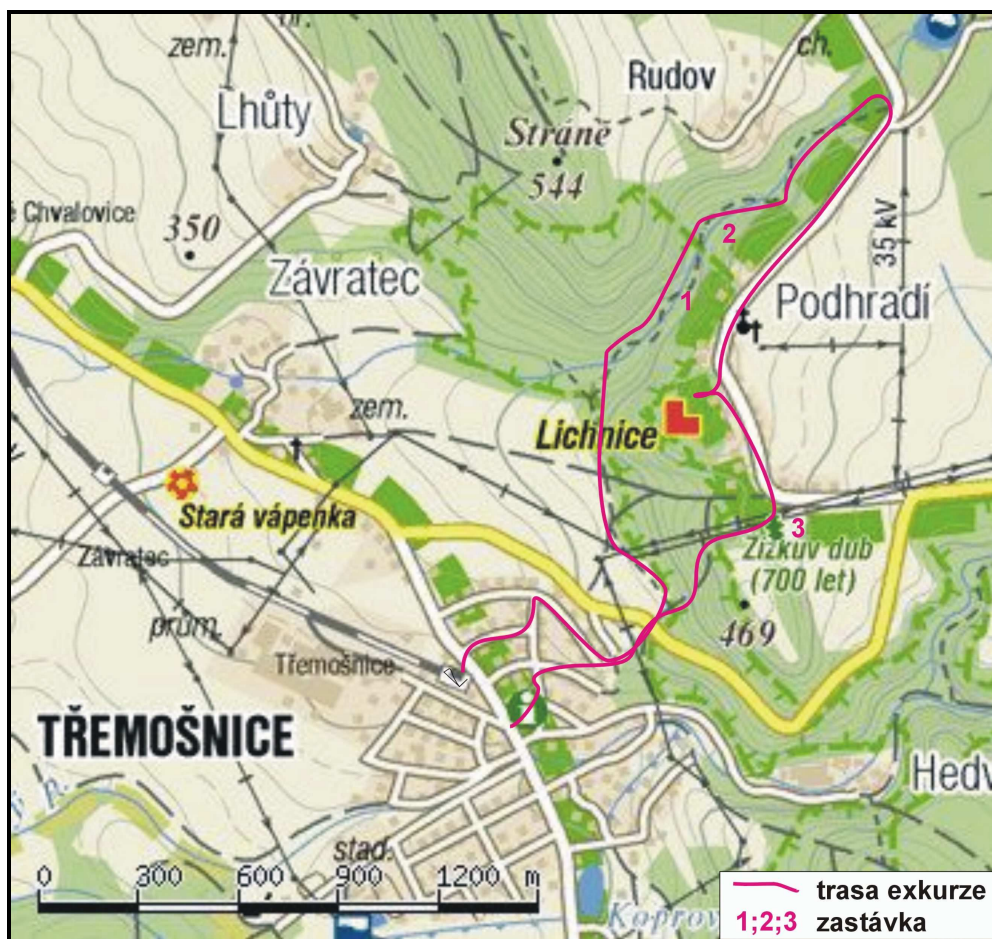 zem.
ch.
Rudov
Lhůty
Stráně
544
Chvalovice
350
35 kV
2
Závratec
1
Podhradí
zem.
Lichnice
Stará vápenka
3
Žižkův dub
(700 let)
Závratec
469
prům.
Třemošnice
TŘEMOŠNICE
Hedv
p.
stad.
0 300 600 900 1200 m
Koprov
trasa exkurze
1;2;3 zastávka